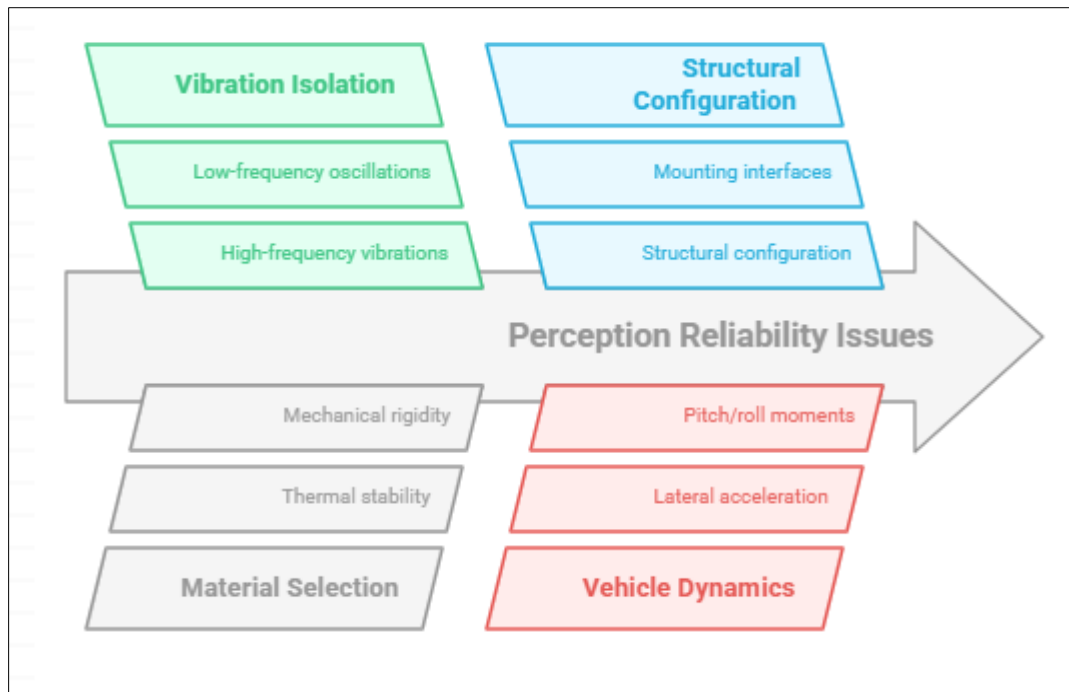 Vibration Isolation
Low-frequency oscillations
High-frequency vibrations
Structural
Configuration
Mounting interfaces
Structural configuration
Perception Reliability Issues
Mechanical rigidity
Thermal stability
Material Selection
Pitch/roll moments
Lateral acceleration
Vehicle Dynamics